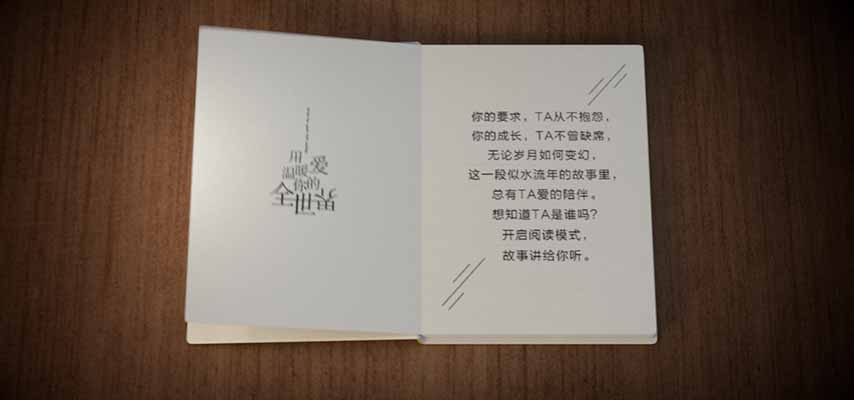 用
爱
温暖
你的
全世界
你的要求，TA从不抱怨，
你的成长，TA不曾缺席，
无论岁月如何变幻，
这一段似水流年的故事里，
总有TA爱的陪伴。
想知道TA是谁吗？
开启阅读模式，
故事讲给你听。